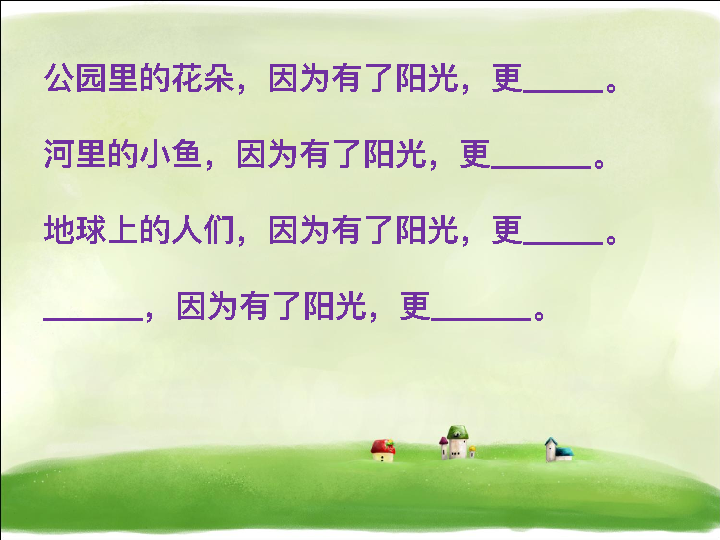 公园里的花朵，因为有了阳光，更_____。
河里的小鱼，因为有了阳光，更______。
地球上的人们，因为有了阳光，更_____。
______，因为有了阳光，更______。